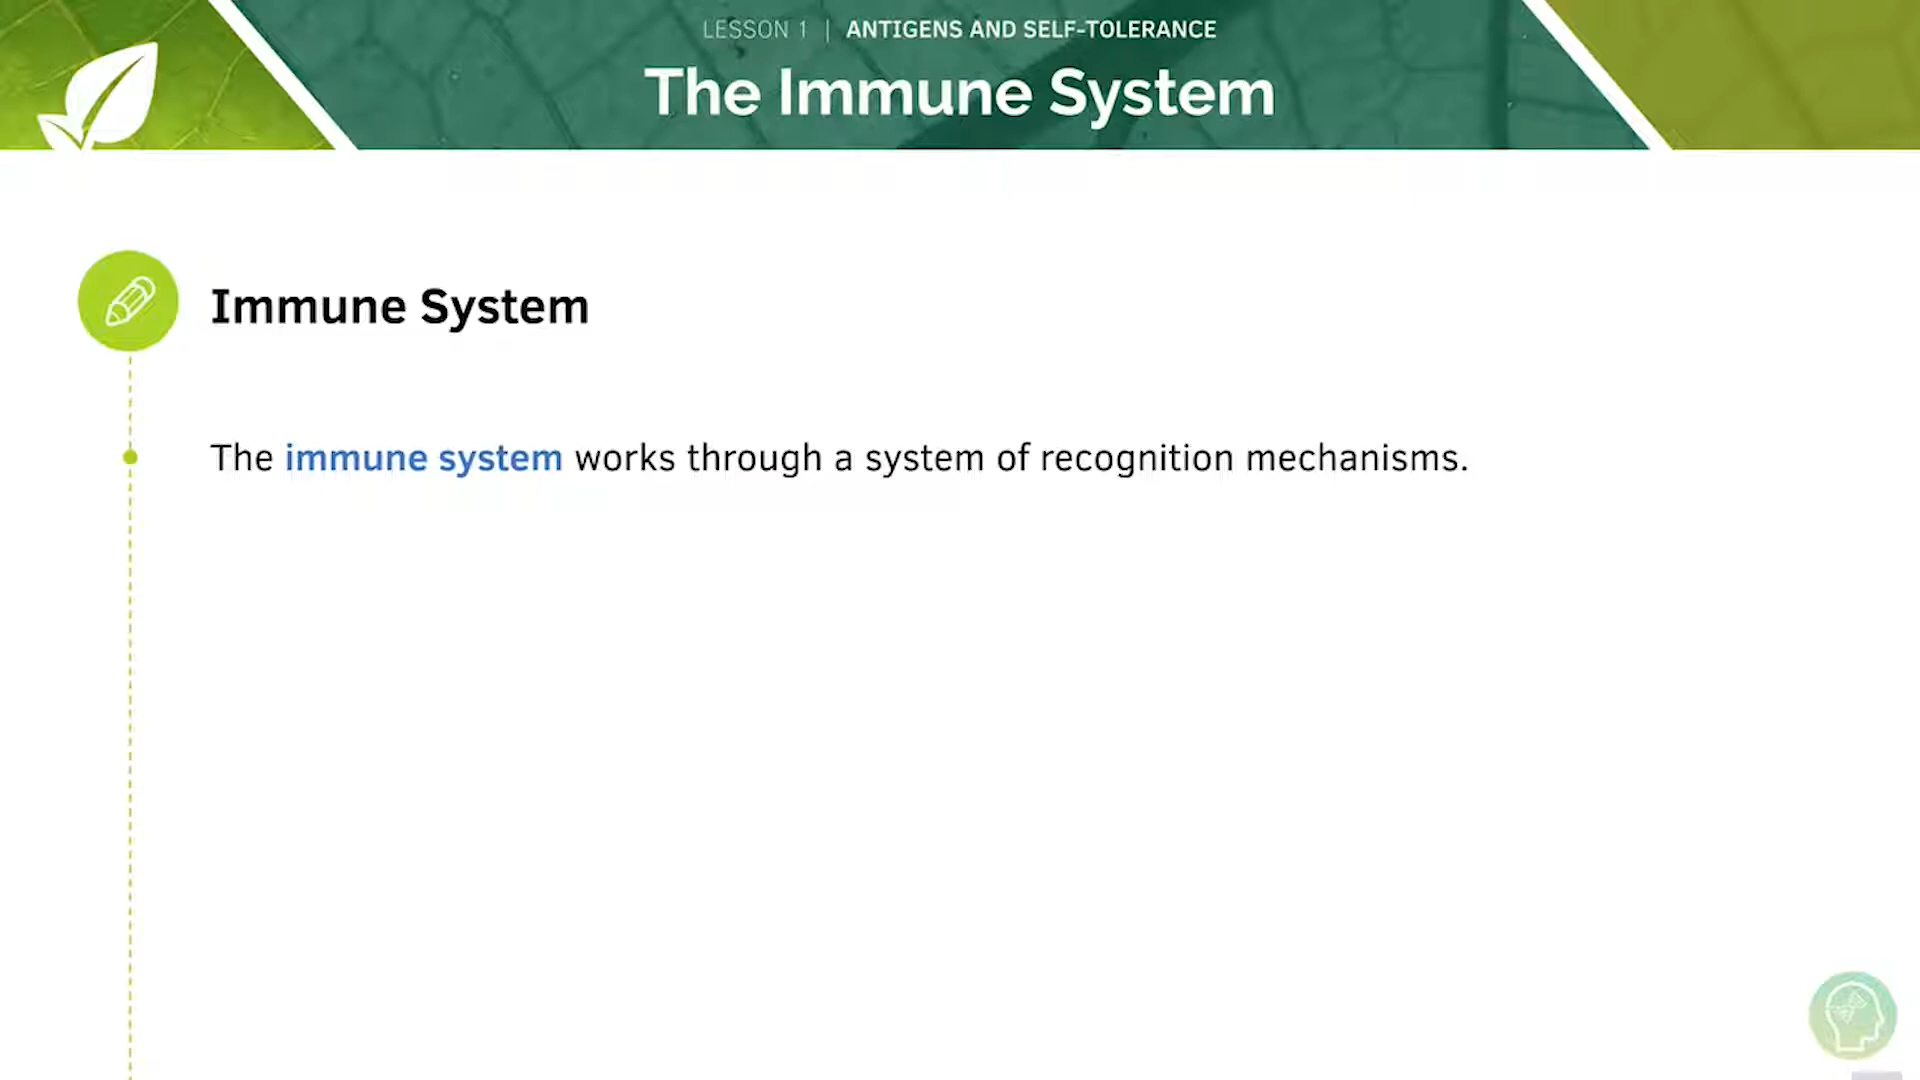 LESSON 1 | ANTIGENS AND SELF-TOLERANCE
The Immune System
Immune System
The immune system works through a system of recognition mechanisms.